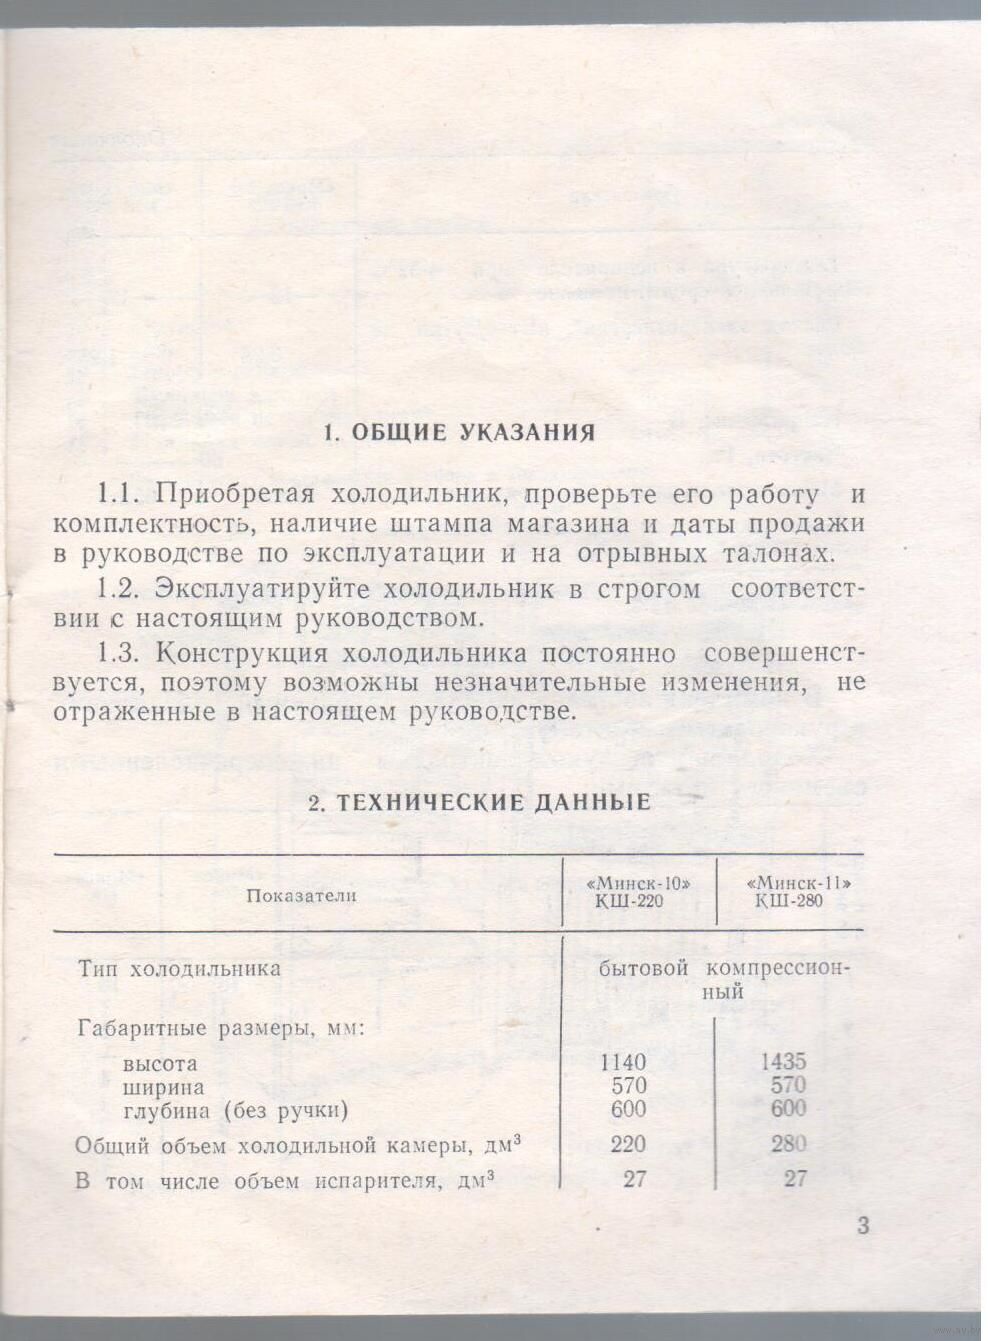 1. ОБЩИЕ УКАЗАНИЯ
1.1. Приобретая холодильник, проверьте его работу и
комплектность, наличие штампа магазина и даты продажи
в руководстве по эксплуатации и на отрывных талонах.
1.2. Эксплуатируйте холодильник в строгом соответст-
вии с настоящим руководством.
1.3. Конструкция холодильника постоянно совершенст-
вуется, поэтому возможны незначительные изменения, не
отраженные в настоящем руководстве.
2. ТЕХНИЧЕСКИЕ ДАННЫЕ
Показатели «Минск-10» КШ-220 «Минск-11» КШ-280
Тип холодильника бытовой компрессион-
ный
Габаритные размеры, мм:
высота 1140 1435
ширина 570 570
глубина (без ручки) 600 600
Общий объем холодильной камеры, дм³ 220 280
В том числе объем испарителя, дм³ 27 27
3